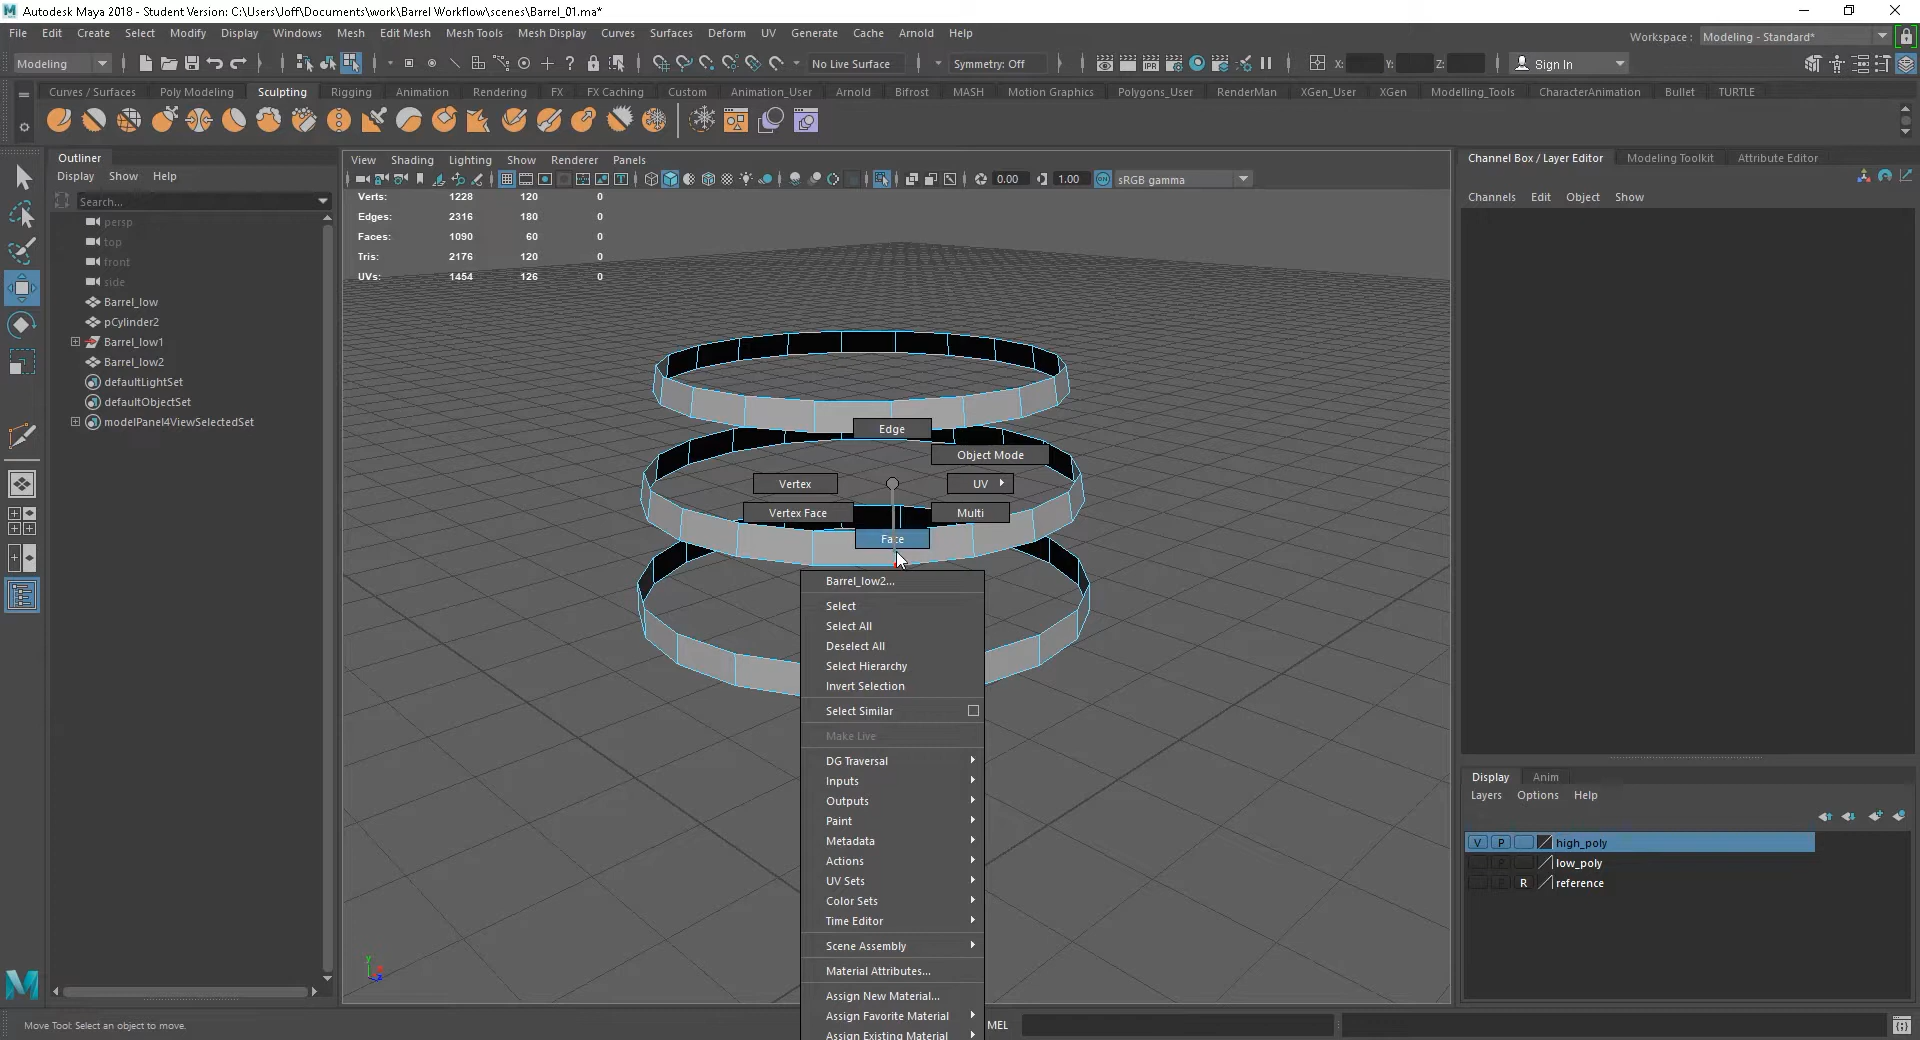 Autodesk Maya 2018 - Student Version: C:\Users\Joff\Documents\work\Barrel Workflow\scenes\Barrel_01.ma*
File Edit Create Select Modify Display Windows Mesh Edit Mesh Mesh Tools Mesh Display Curves Surfaces Deform UV Generate Cache Arnold Help
Workspace : Modeling - Standard*
Modeling No Live Surface Symmetry: Off X: Y: Z: Sign In
Curves / Surfaces Poly Modeling Sculpting Rigging Animation Rendering FX FX Caching Custom Animation_User Arnold Bifrost MASH Motion Graphics Polygons_User RenderMan XGen_User XGen Modelling_Tools CharacterAnimation Bullet TURTLE
Outliner
Display Show Help
Search...
persp
top
front
side
Barrel_low
pCylinder2
Barrel_low1
Barrel_low2
defaultLightSet
defaultObjectSet
modelPanel4ViewSelectedSet
View Shading Lighting Show Renderer Panels
0.00 1.00 sRGB gamma
Verts: 1228 120 0
Edges: 2316 180 0
Faces: 1090 60 0
Tris: 2176 120 0
UVs: 1454 126 0
Edge
Object Mode
Vertex UV
Vertex Face Multi
Face
Barrel_low2...
Select
Select All
Deselect All
Select Hierarchy
Invert Selection
Select Similar
Make Live
DG Traversal
Inputs
Outputs
Paint
Metadata
Actions
UV Sets
Color Sets
Time Editor
Scene Assembly
Material Attributes...
Assign New Material...
Assign Favorite Material
Assign Existing Material
Channel Box / Layer Editor Modeling Toolkit Attribute Editor
Channels Edit Object Show
Display Anim
Layers Options Help
V P high_poly
P low_poly
R reference
Move Tool: Select an object to move.
MEL
y
z